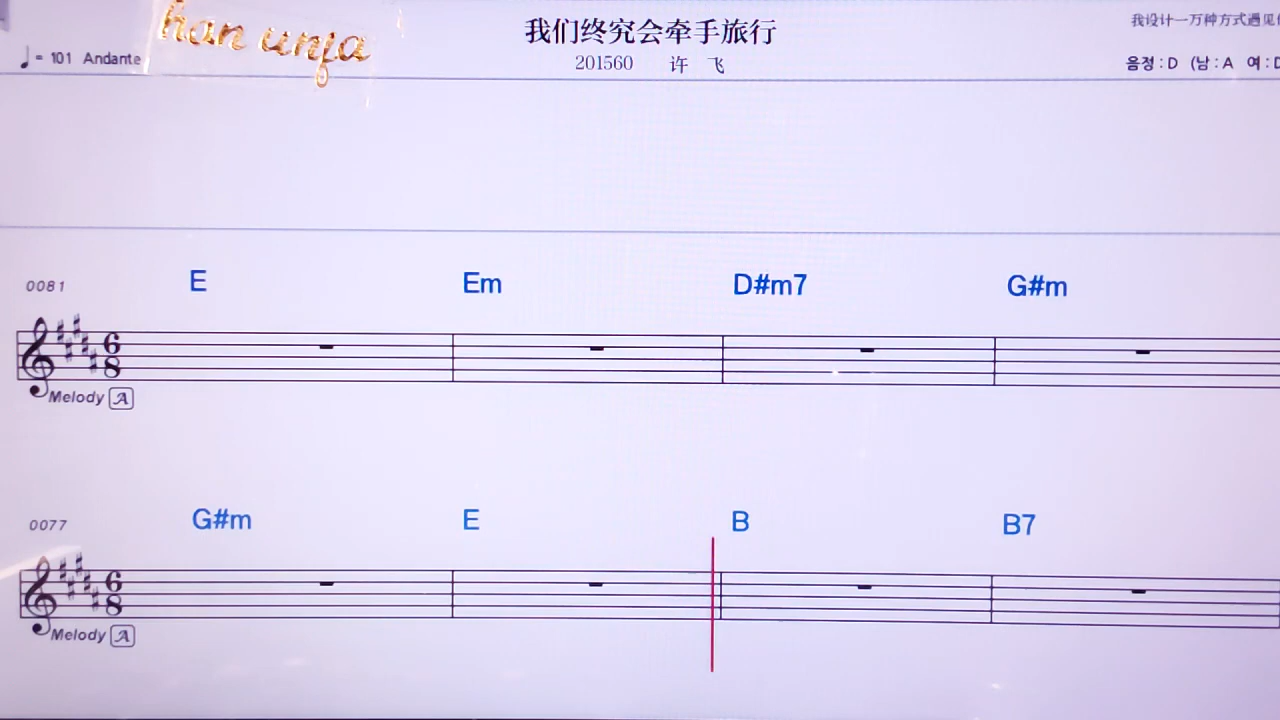 han unja
我们终究会牵手旅行
我设计一万种方式遇见
♩= 101 Andante
201560 许 飞
음정 : D (남 : A 여 : D
0081 E Em D#m7 G#m
6 8
Melody A
0077 G#m E B B7
6 8
Melody A